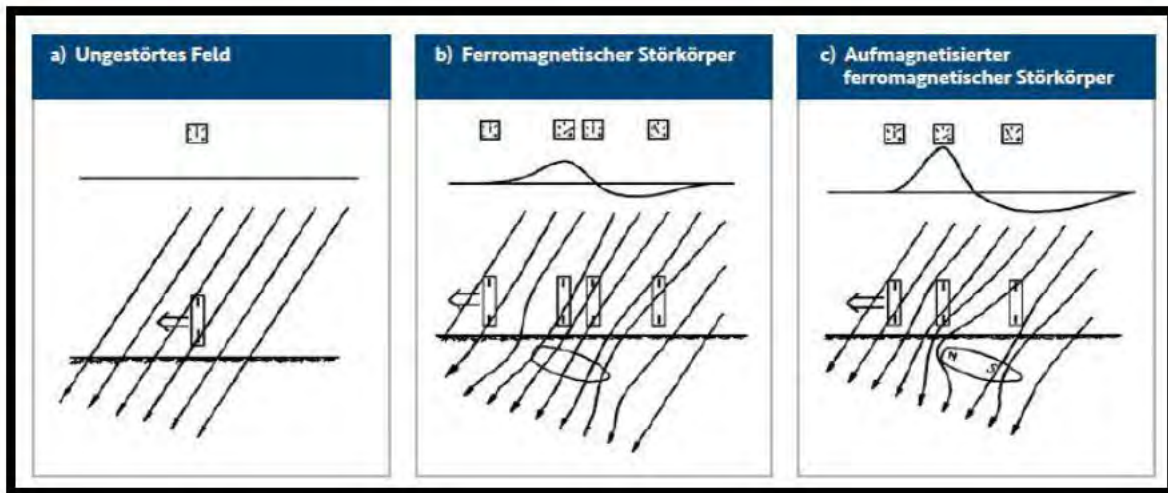 a) Ungestörtes Feld
b) Ferromagnetischer Störkörper
c) Aufmagnetisierter
ferromagnetischer Störkörper
N
S